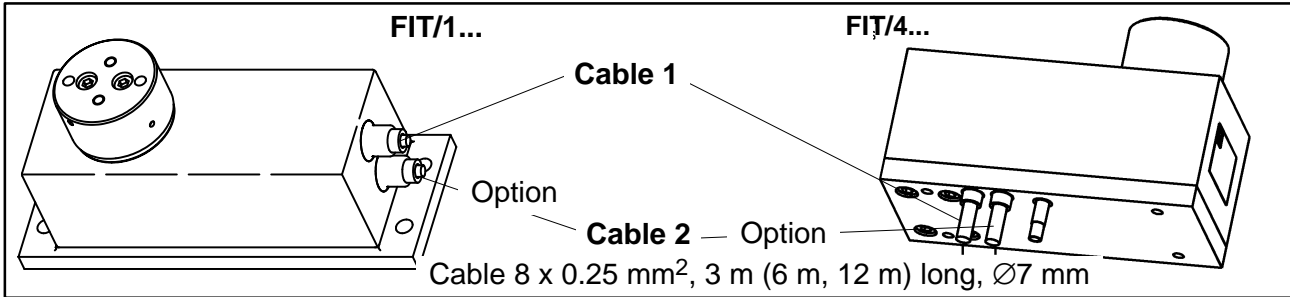 FIT/1...
FIT/4...
Cable 1
Option
Cable 2
Option
Cable 8 x 0.25 mm², 3 m (6 m, 12 m) long, ∅7 mm